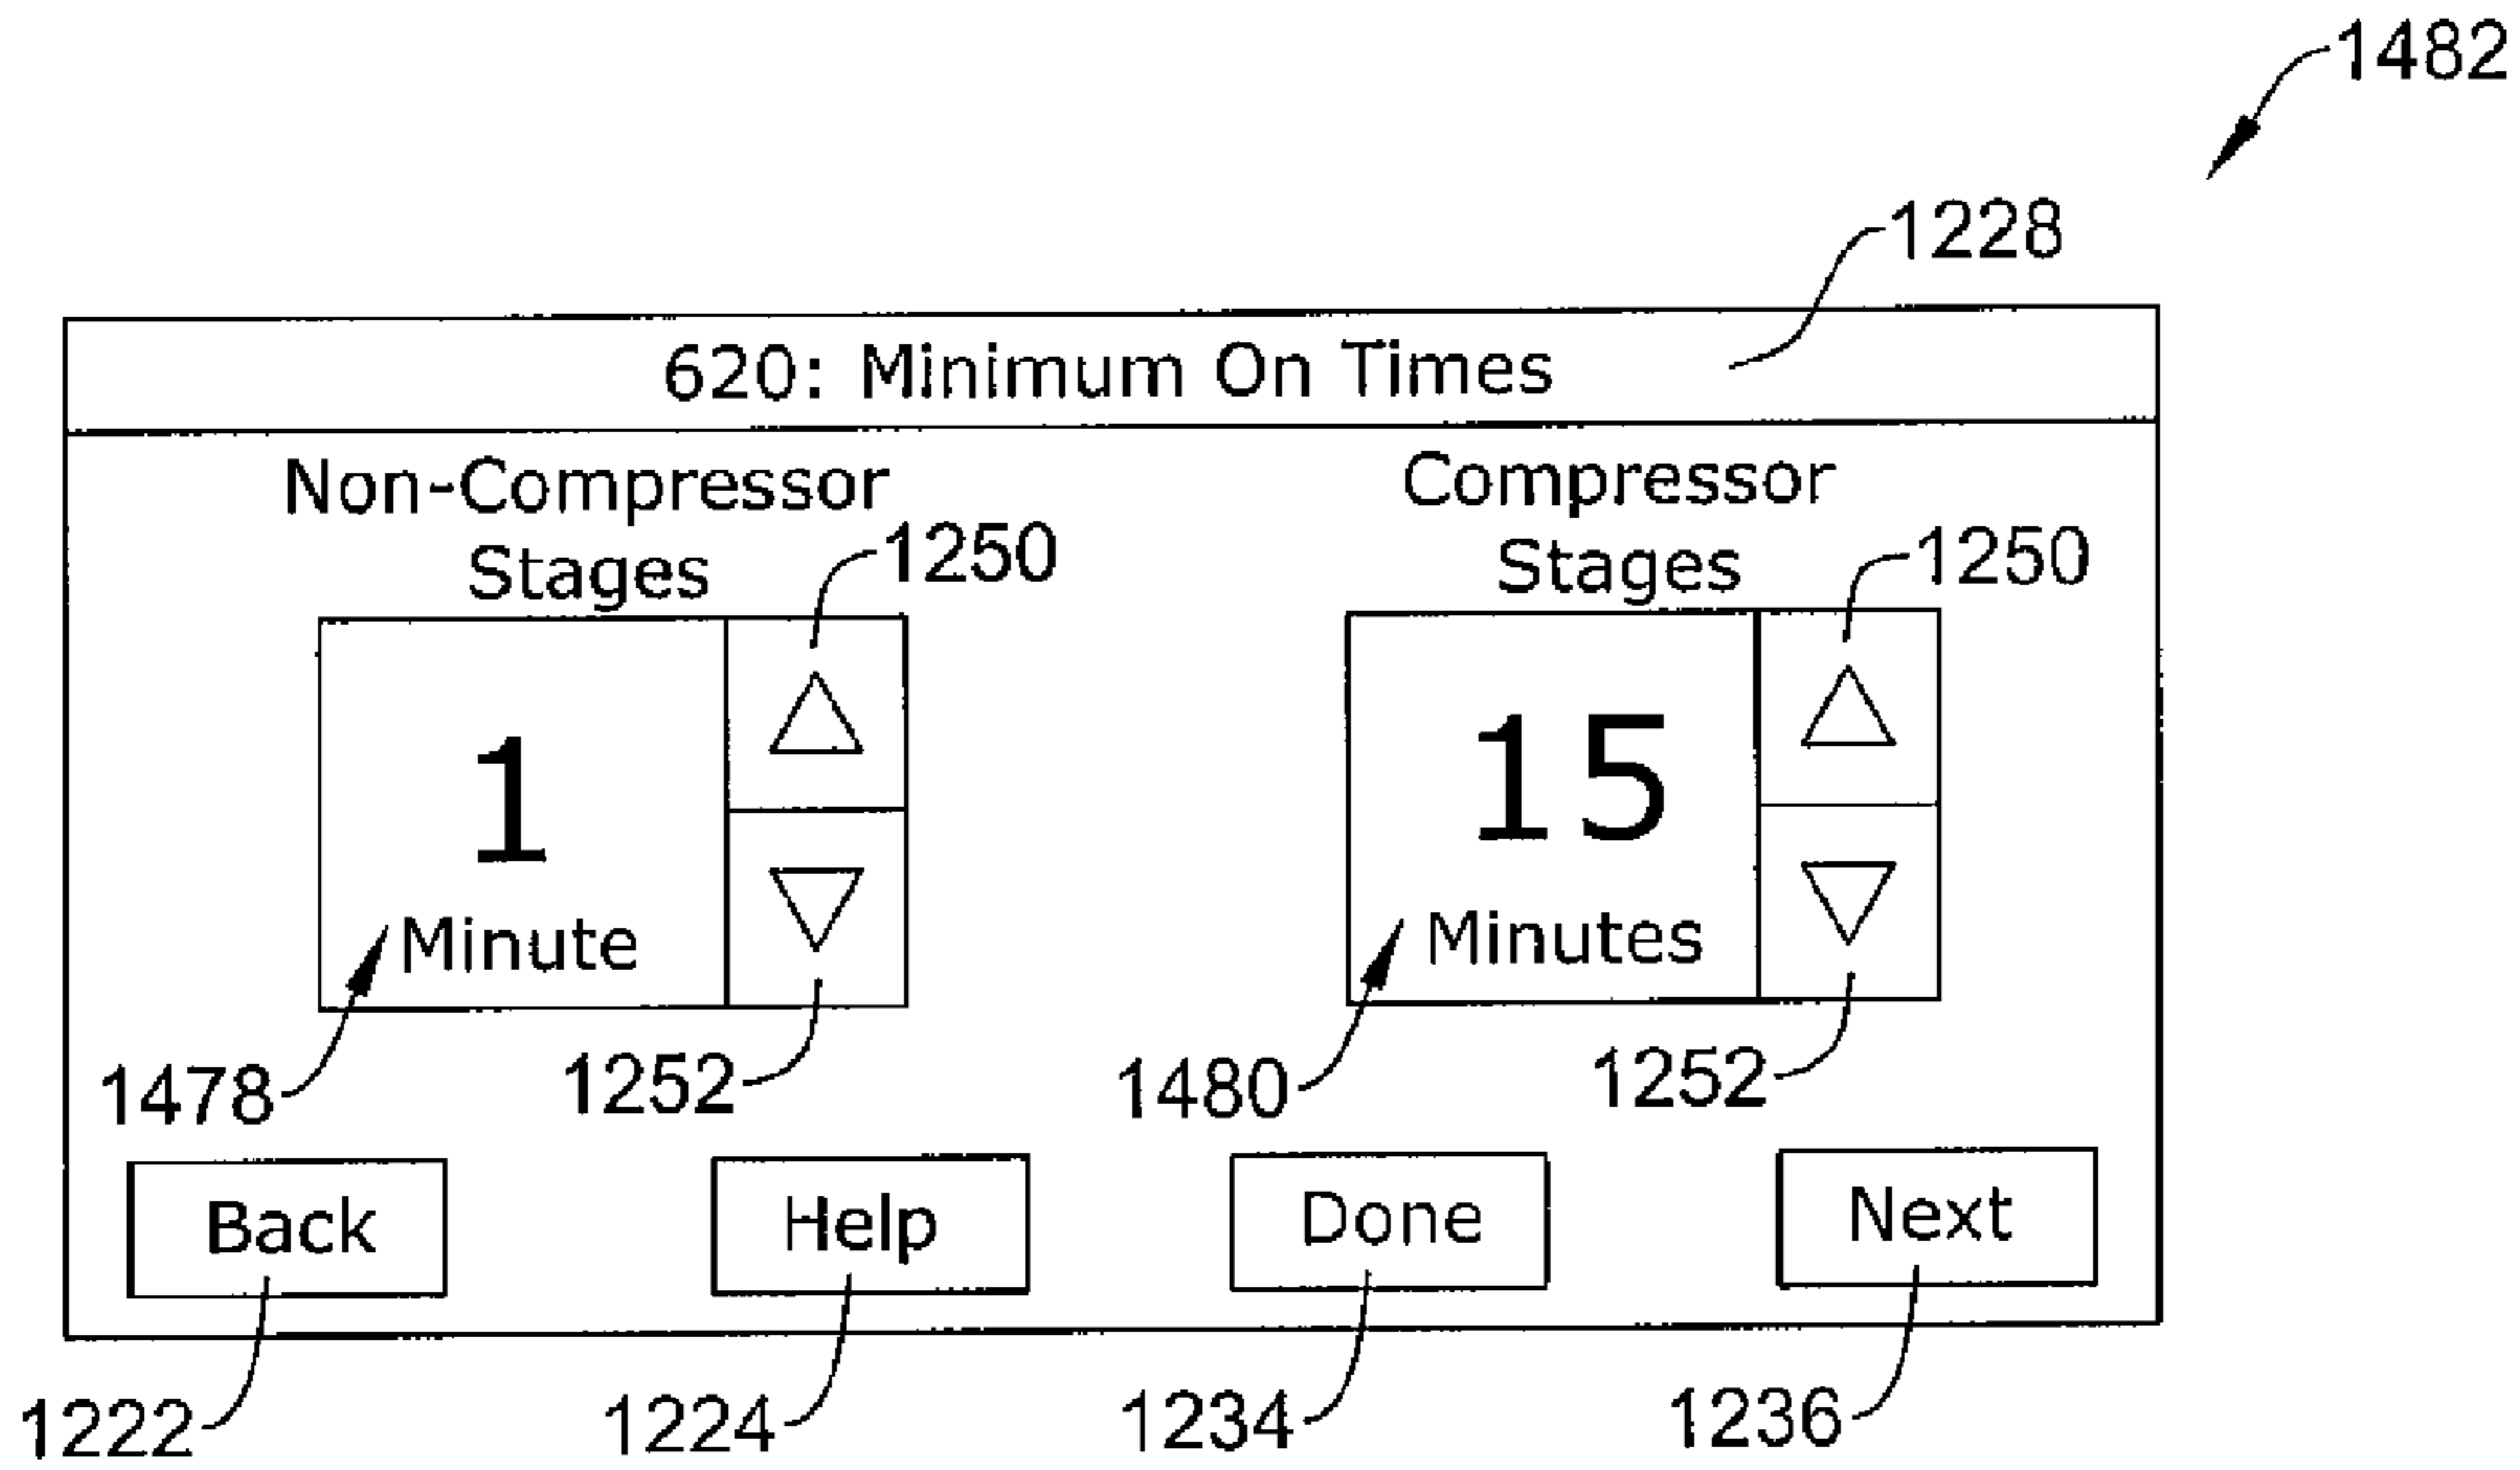 1482
1228
620: Minimum On Times
Non-Compressor
Stages
1250
Compressor
Stages
1250
1
Minute
15
Minutes
1478
1252
1480
1252
Back
Help
Done
Next
1222
1224
1234
1236